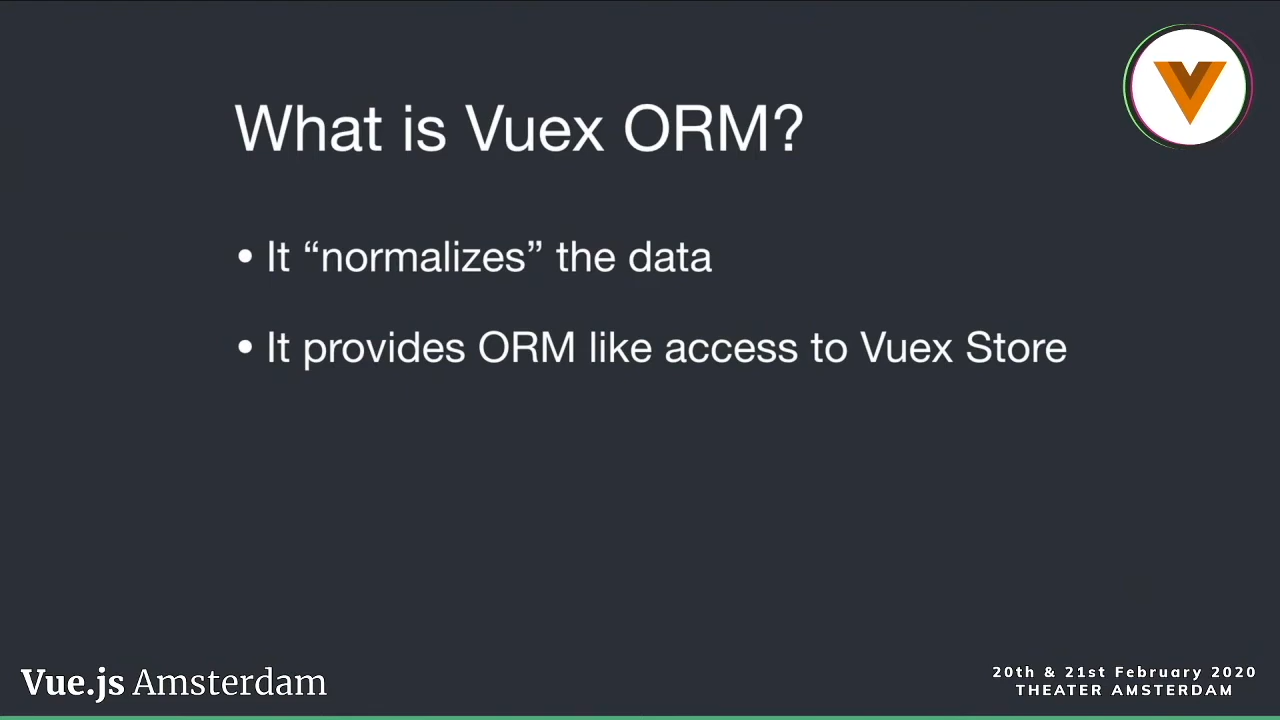 What is Vuex ORM?
• It “normalizes” the data
• It provides ORM like access to Vuex Store
Vue.js Amsterdam
20th & 21st February 2020
THEATER AMSTERDAM